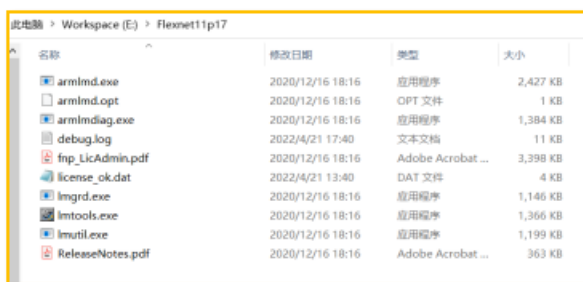 此电脑 > Workspace (E:) > Flexnet11p17
名称 修改日期 类型 大小
armlmd.exe 2020/12/16 18:16 应用程序 2,427 KB
armlmd.opt 2020/12/16 18:16 OPT 文件 1 KB
armlmdiag.exe 2020/12/16 18:16 应用程序 1,384 KB
debug.log 2022/4/21 17:40 文本文档 11 KB
fnp_LicAdmin.pdf 2020/12/16 18:16 Adobe Acrobat ... 3,398 KB
license_ok.dat 2022/4/21 13:40 DAT 文件 4 KB
lmgrd.exe 2020/12/16 18:16 应用程序 1,146 KB
lmtools.exe 2020/12/16 18:16 应用程序 1,366 KB
lmutil.exe 2020/12/16 18:16 应用程序 1,199 KB
ReleaseNotes.pdf 2020/12/16 18:16 Adobe Acrobat ... 363 KB